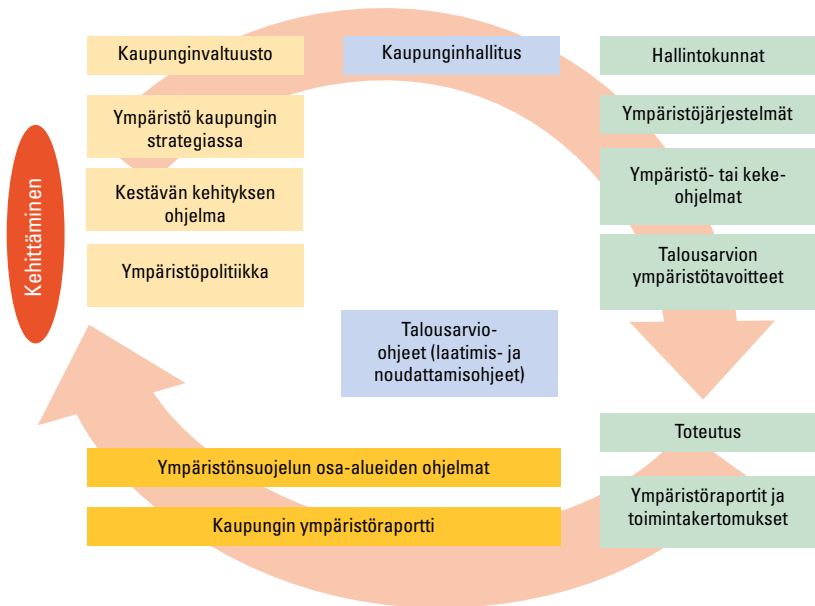 Kaupunginvaltuusto
Kaupunginhallitus
Hallintokunnat
Ympäristö kaupungin
strategiassa
Kestävän kehityksen
ohjelma
Ympäristöpolitiikka
Kehittäminen
Ympäristöjärjestelmät
Ympäristö- tai keke-
ohjelmat
Talousarvion
ympäristötavoitteet
Talousarvio-
ohjeet (laatimis- ja
noudattamisohjeet)
Toteutus
Ympäristönsuojelun osa-alueiden ohjelmat
Kaupungin ympäristöraportti
Ympäristöraportit ja
toimintakertomukset